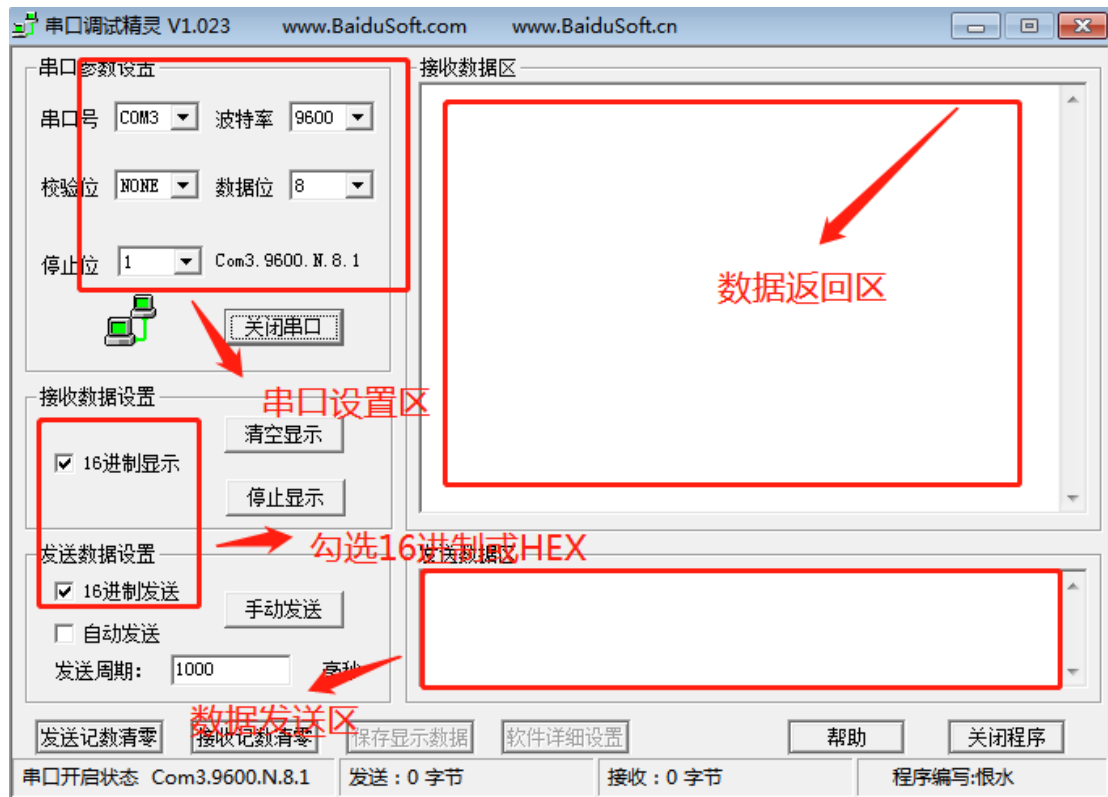 串口调试精灵 V1.023 www.BaiduSoft.com www.BaiduSoft.cn
串口参数设置
接收数据区
串口号 COM3 波特率 9600
校验位 NONE 数据位 8
停止位 1 Com3.9600.N.8.1
数据返回区
关闭串口
接收数据设置
串口设置区
清空显示
16进制显示
停止显示
勾选16进制或HEX
发送数据设置
发送数据区
16进制发送
手动发送
自动发送
发送周期: 1000 毫秒
数据发送区
发送记数清零 接收记数清零 保存显示数据 软件详细设置 帮助 关闭程序
串口开启状态 Com3.9600.N.8.1 发送:0 字节 接收:0 字节 程序编写:恨水